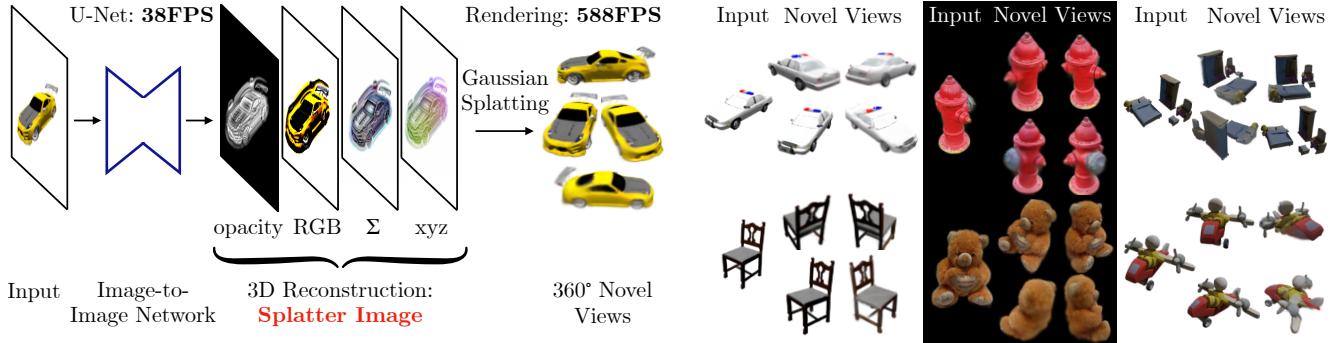 U-Net: 38FPS
Rendering: 588FPS
Gaussian
Splatting
opacity RGB Σ xyz
Input
Image-to-
Image Network
3D Reconstruction:
Splatter Image
360° Novel
Views
Input Novel Views
Input Novel Views
Input Novel Views